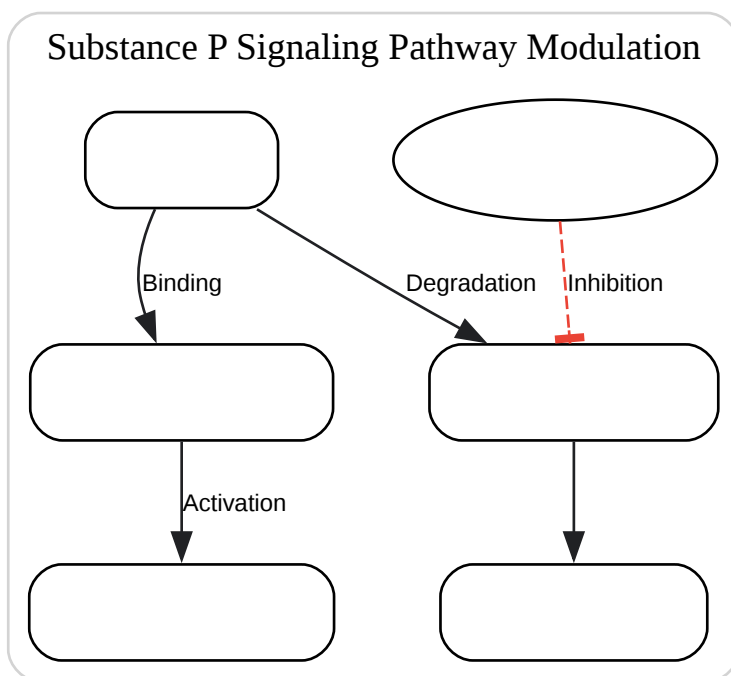 Substance P Signaling Pathway Modulation
Binding
Degradation
Inhibition
Activation